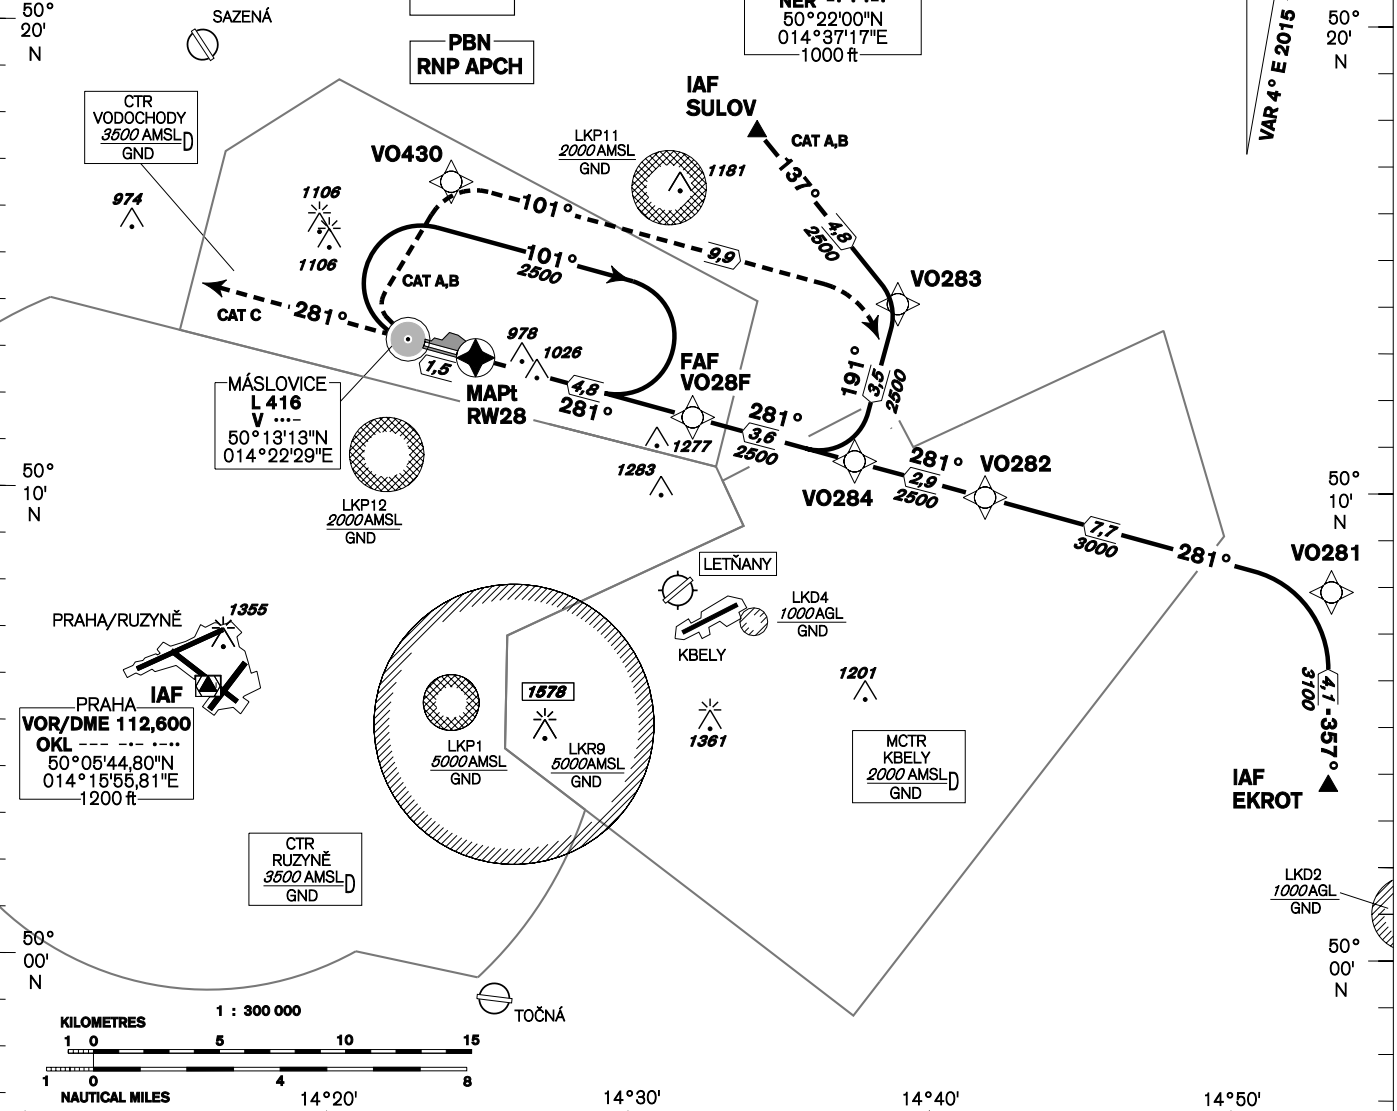 50°
20'
N
SAZENÁ
PBN
RNP APCH
50°22'00"N
014°37'17"E
1000 ft
50°
20'
N
VAR 4° E 2015
IAF
SULOV
CAT A,B
137°
4,8
2500
CTR
VODOCHODY
3500 AMSL
D
GND
VO430
LKP11
2000 AMSL
GND
1181
974
1106
1106
101°
9,9
101°
2500
CAT A,B
VO283
281°
CAT C
978
1026
1,5
MAPt
RW28
4,8
281°
FAF
VO28F
191°
3,5
2500
281°
3,6
2500
MÁSLOVICE
L 416
V ···–
50°13'13"N
014°22'29"E
1277
1283
VO284
281°
2,9
2500
VO282
50°
10'
N
LKP12
2000 AMSL
GND
7,7
3000
281°
VO281
50°
10'
N
LETŇANY
LKD4
1000 AGL
GND
KBELY
PRAHA/RUZYNĚ
1355
IAF
PRAHA
VOR/DME 112,600
OKL ––– –·– ·–··
50°05'44,80"N
014°15'55,81"E
1200 ft
1578
LKP1
5000 AMSL
GND
LKR9
5000 AMSL
GND
1361
1201
4,1
3100
357°
MCTR
KBELY
2000 AMSL
D
GND
IAF
EKROT
CTR
RUZYNĚ
3500 AMSL
D
GND
LKD2
1000 AGL
GND
50°
00'
N
50°
00'
N
TOČNÁ
1 : 300 000
KILOMETRES
1 0 5 10 15
1 0 4 8
NAUTICAL MILES
14°20'
14°30'
14°40'
14°50'